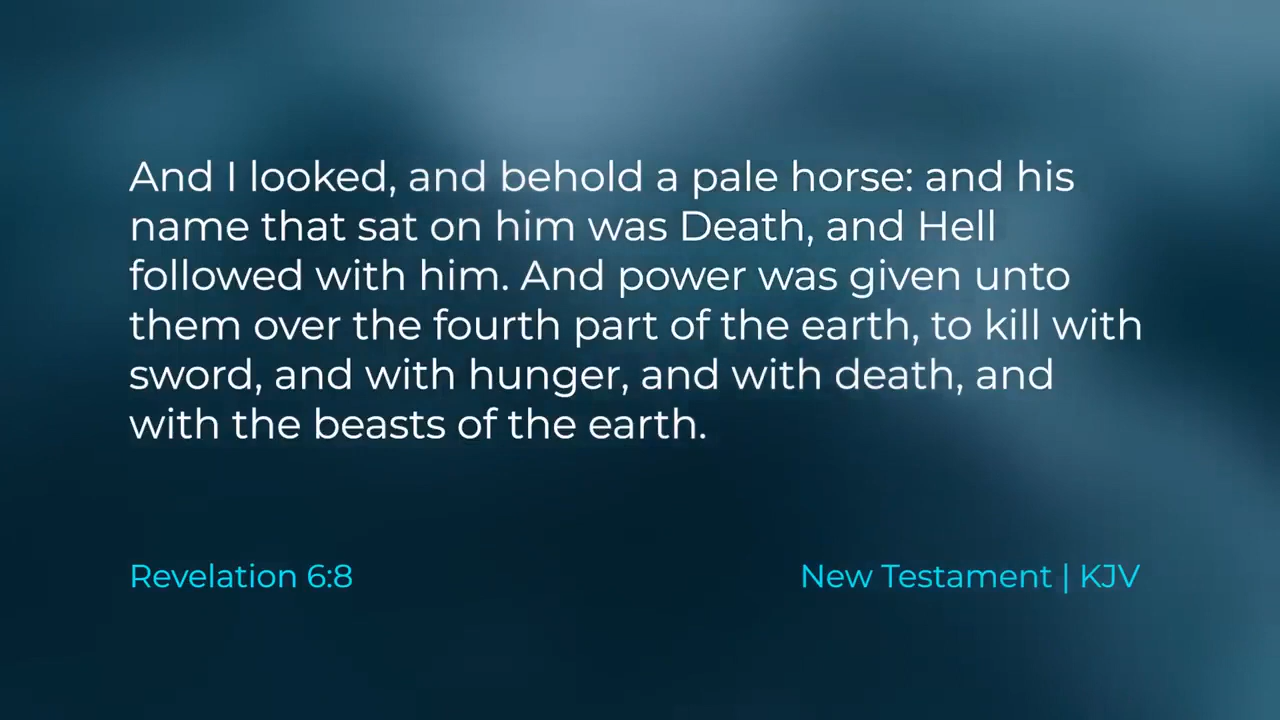 And I looked, and behold a pale horse: and his
name that sat on him was Death, and Hell
followed with him. And power was given unto
them over the fourth part of the earth, to kill with
sword, and with hunger, and with death, and
with the beasts of the earth.
Revelation 6:8
New Testament | KJV